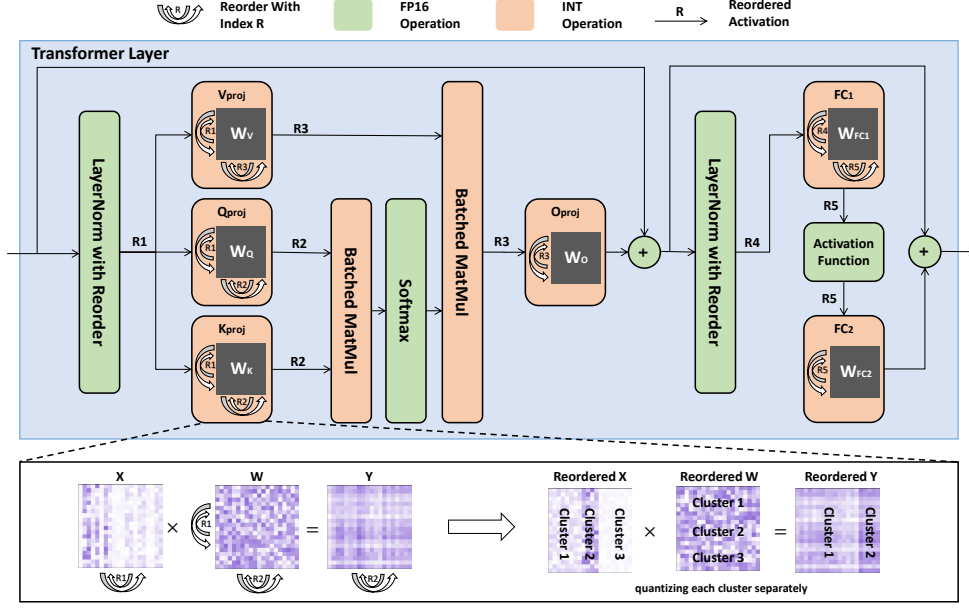 R
Reorder With
Index R
FP16
Operation
INT
Operation
R
Reordered
Activation
Transformer Layer
LayerNorm with Reorder
R1
Vproj
R1
WV
R3
R3
Qproj
R1
WQ
R2
R2
Kproj
R1
WK
R2
R2
Batched MatMul
Softmax
Batched MatMul
R3
Oproj
R3
WO
+
LayerNorm with Reorder
R4
FC1
R4
WFC1
R5
R5
Activation
Function
R5
FC2
R5
WFC2
+
X
W
Y
R1
×
R1
R2
=
R2
Reordered X
Reordered W
Reordered Y
Cluster 1
Cluster 2
Cluster 3
×
Cluster 1
Cluster 2
Cluster 3
=
Cluster 1
Cluster 2
quantizing each cluster separately